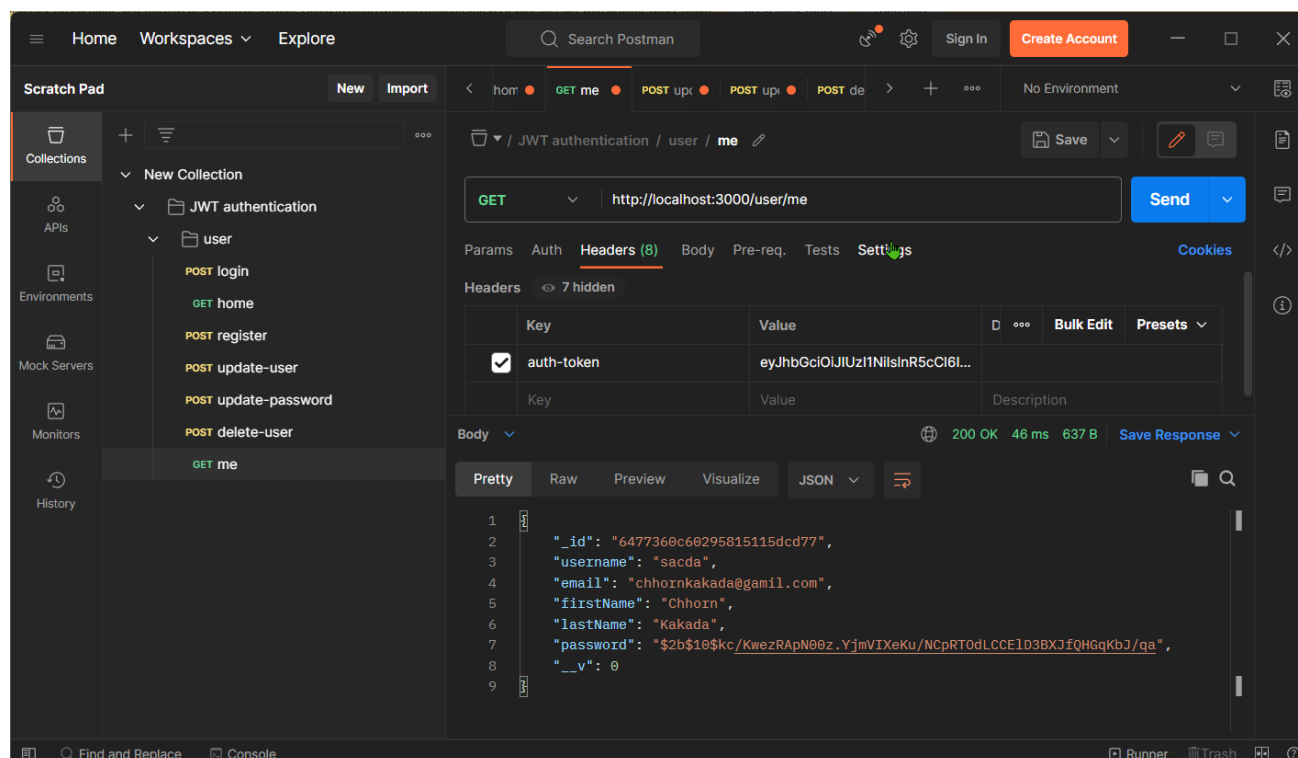 Home Workspaces Explore Search Postman Sign In Create Account
Scratch Pad New Import hom GET me POST upd POST upd POST de No Environment
Collections
APIs
Environments
Mock Servers
Monitors
History
New Collection
JWT authentication
user
POST login
GET home
POST register
POST update-user
POST update-password
POST delete-user
GET me
/ JWT authentication / user / me Save
GET http://localhost:3000/user/me Send
Params Auth Headers (8) Body Pre-req. Tests Settings Cookies
Headers 7 hidden
Key Value D Bulk Edit Presets
auth-token eyJhbGciOiJIUzI1NiIsInR5cCI6I...
Key Value Description
Body 200 OK 46 ms 637 B Save Response
Pretty Raw Preview Visualize JSON
1 {
2 "_id": "6477360c60295815115dcd77",
3 "username": "sacda",
4 "email": "chhornkakada@gamil.com",
5 "firstName": "Chhorn",
6 "lastName": "Kakada",
7 "password": "$2b$10$kc/KwezRApN00z.YjmVIXeKu/NCpRTOdLCCElD3BXJfQHGqKbJ/qa",
8 "__v": 0
9 }
Find and Replace Console Runner Trash